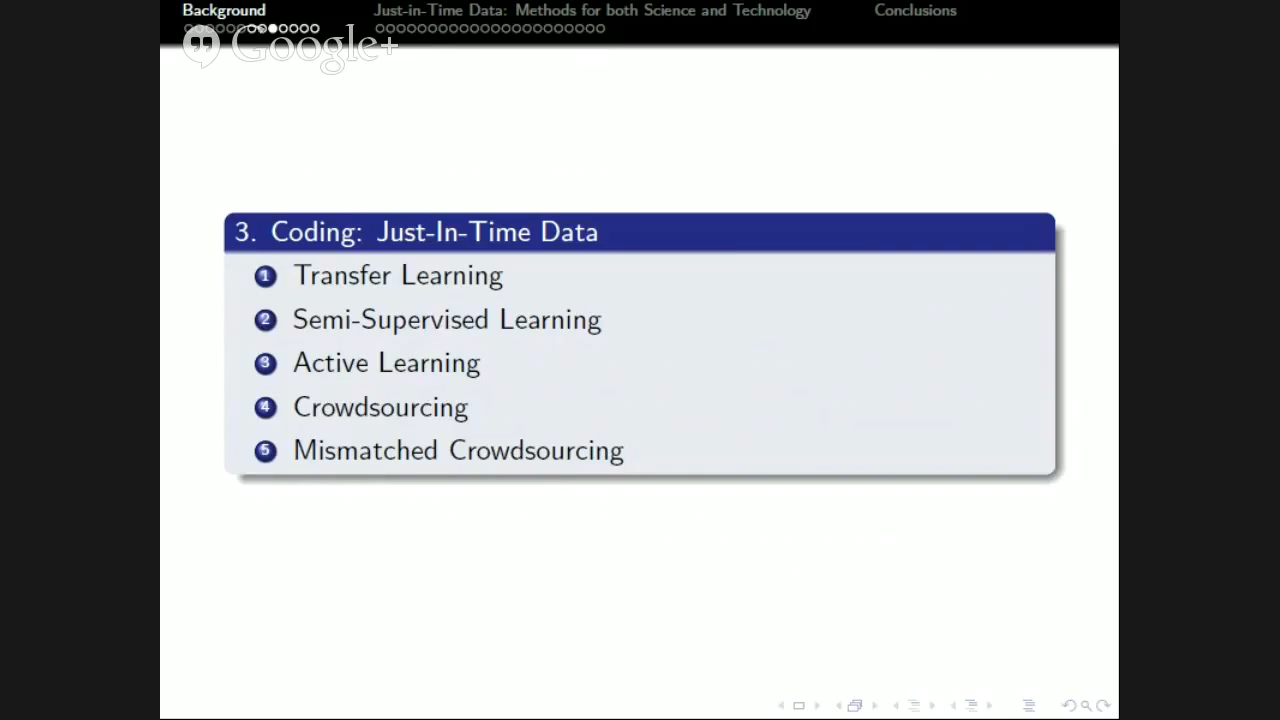 Background Just-in-Time Data: Methods for both Science and Technology Conclusions
Google+
3. Coding: Just-In-Time Data
1 Transfer Learning
2 Semi-Supervised Learning
3 Active Learning
4 Crowdsourcing
5 Mismatched Crowdsourcing